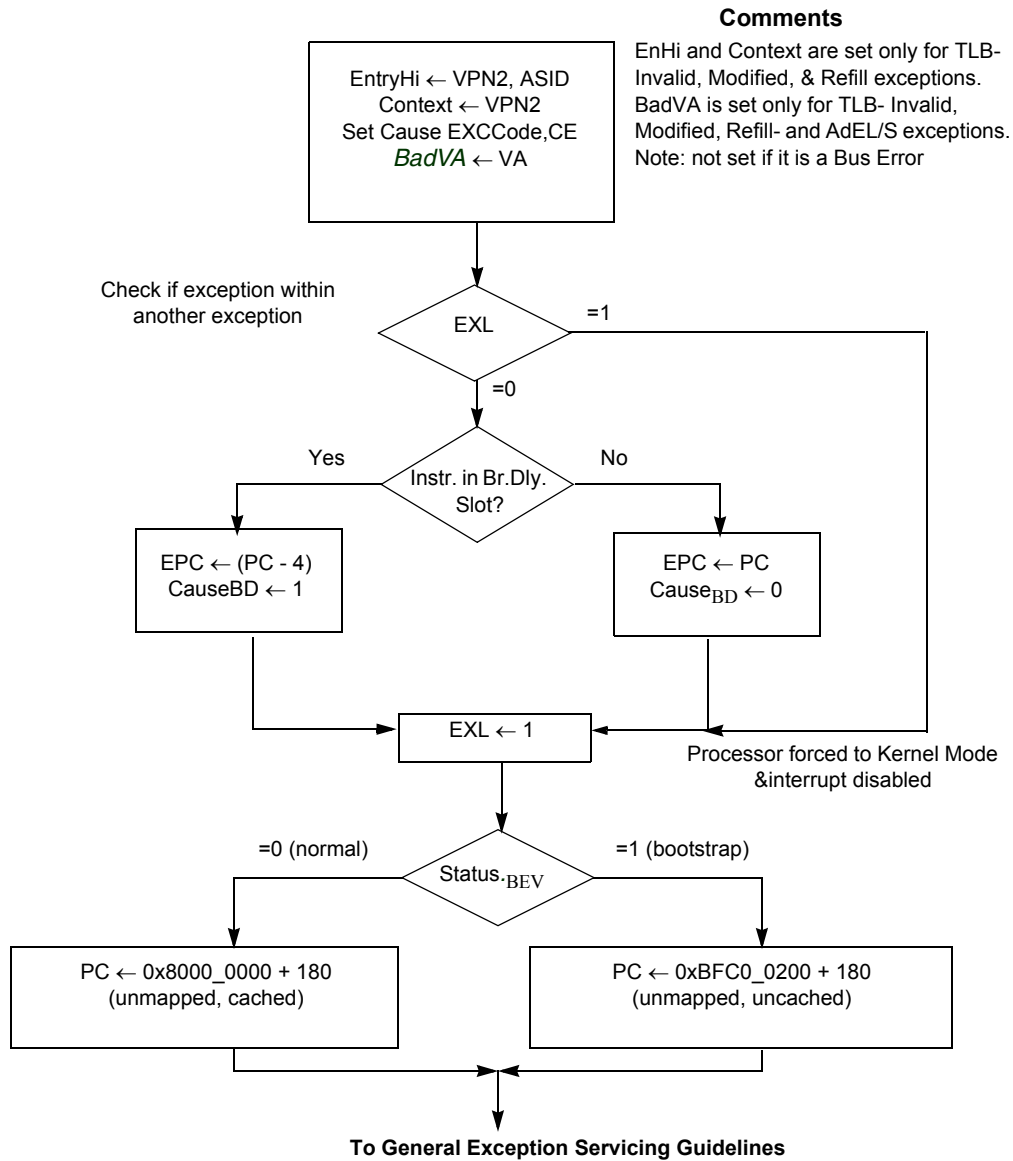 Comments
EnHi and Context are set only for TLB-
Invalid, Modified, & Refill exceptions.
BadVA is set only for TLB- Invalid,
Modified, Refill- and AdEL/S exceptions.
Note: not set if it is a Bus Error
EntryHi ← VPN2, ASID
Context ← VPN2
Set Cause EXCCode,CE
BadVA ← VA
Check if exception within
another exception
EXL
=1
=0
Yes
Instr. in Br.Dly.
Slot?
No
EPC ← (PC - 4)
CauseBD ← 1
EPC ← PC
CauseBD ← 0
EXL ← 1
Processor forced to Kernel Mode
&interrupt disabled
=0 (normal)
Status.BEV
=1 (bootstrap)
PC ← 0x8000_0000 + 180
(unmapped, cached)
PC ← 0xBFC0_0200 + 180
(unmapped, uncached)
To General Exception Servicing Guidelines